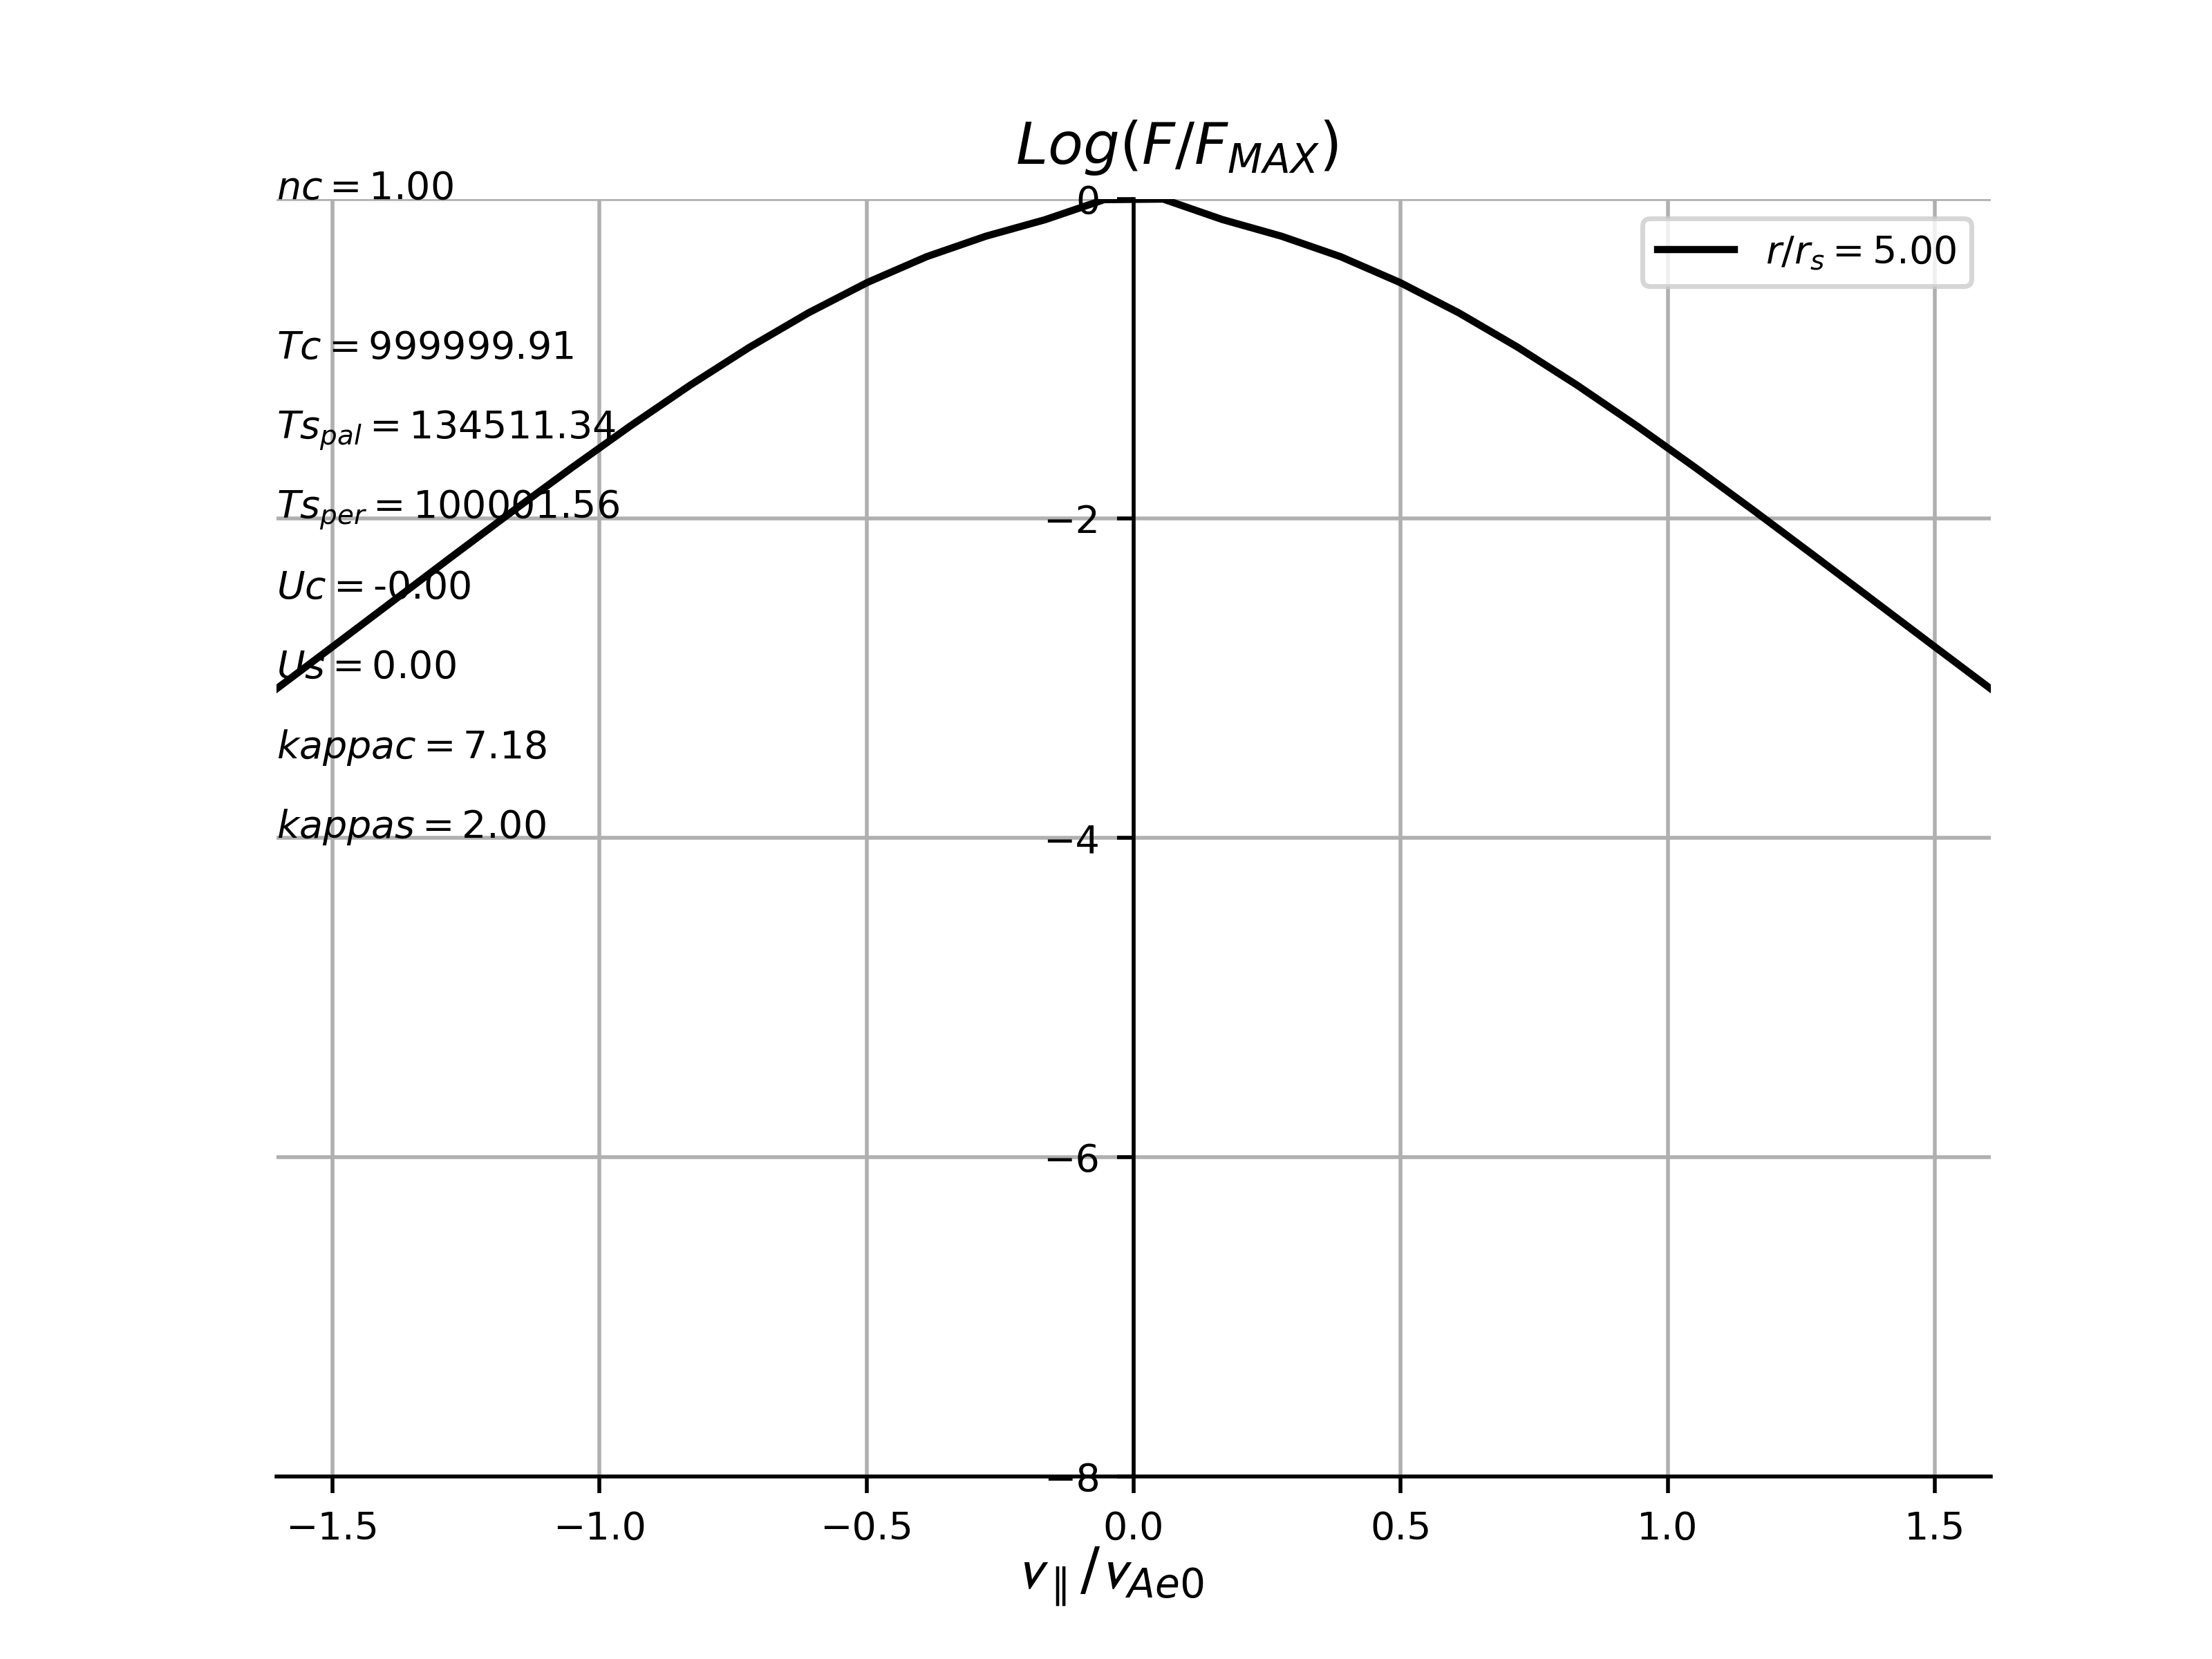 Log(F/F_MAX)
nc = 1.00
0
r/r_s = 5.00
Tc = 999999.91
Ts_pal = 134511.34
Ts_per = 100001.56
−2
Uc = -0.00
Us = 0.00
kappac = 7.18
kappas = 2.00
−4
−6
−8
−1.5 −1.0 −0.5 0.0 0.5 1.0 1.5
v_∥/v_Ae0